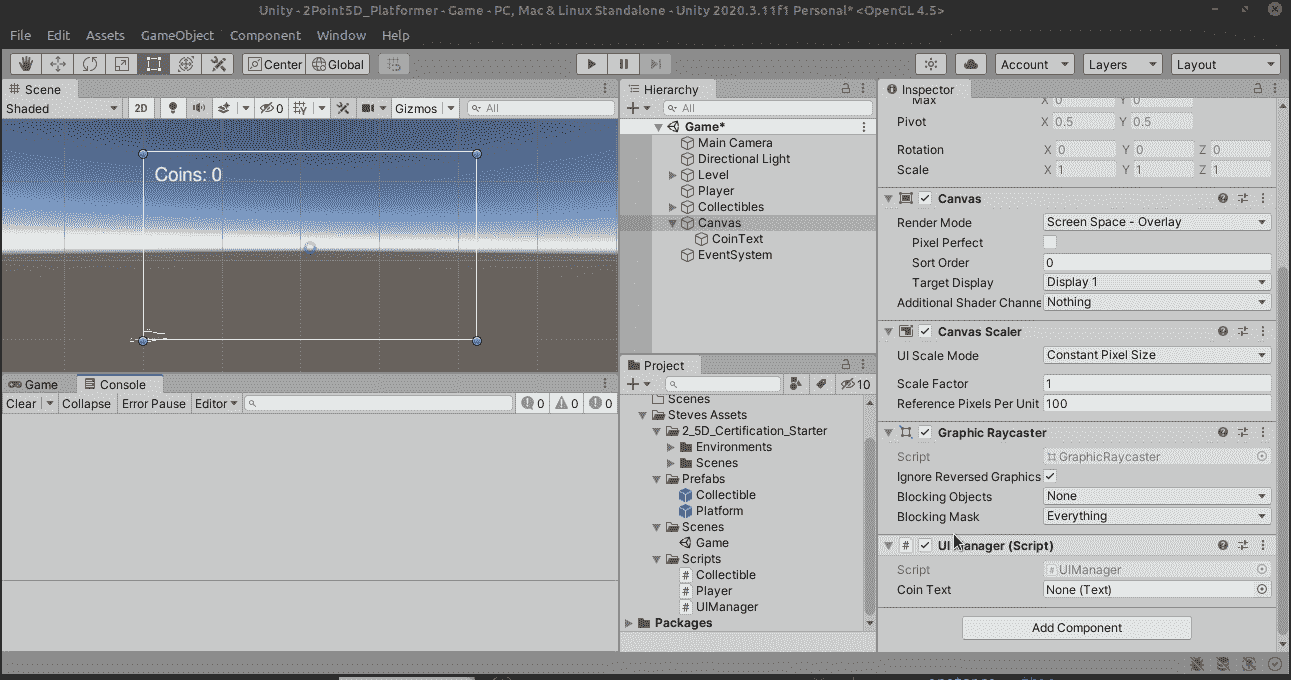 Unity - 2Point5D_Platformer - Game - PC, Mac & Linux Standalone - Unity 2020.3.11f1 Personal* <OpenGL 4.5>
File Edit Assets GameObject Component Window Help
Center Global Account Layers Layout
Scene
Shaded 2D 0 Gizmos All
Coins: 0
Game Console
Clear Collapse Error Pause Editor 0 0 0
Hierarchy
All
Game*
Main Camera
Directional Light
Level
Player
Collectibles
Canvas
CoinText
EventSystem
Project
10
Scenes
Steves Assets
2_5D_Certification_Starter
Environments
Scenes
Prefabs
Collectible
Platform
Scenes
Game
Scripts
Collectible
Player
UIManager
Packages
Inspector
Max X 0 Y 0
Pivot X 0.5 Y 0.5
Rotation X 0 Y 0 Z 0
Scale X 1 Y 1 Z 1
Canvas
Render Mode Screen Space - Overlay
Pixel Perfect
Sort Order 0
Target Display Display 1
Additional Shader Channe Nothing
Canvas Scaler
UI Scale Mode Constant Pixel Size
Scale Factor 1
Reference Pixels Per Unit 100
Graphic Raycaster
Script GraphicRaycaster
Ignore Reversed Graphics
Blocking Objects None
Blocking Mask Everything
UI Manager (Script)
Script UIManager
Coin Text None (Text)
Add Component